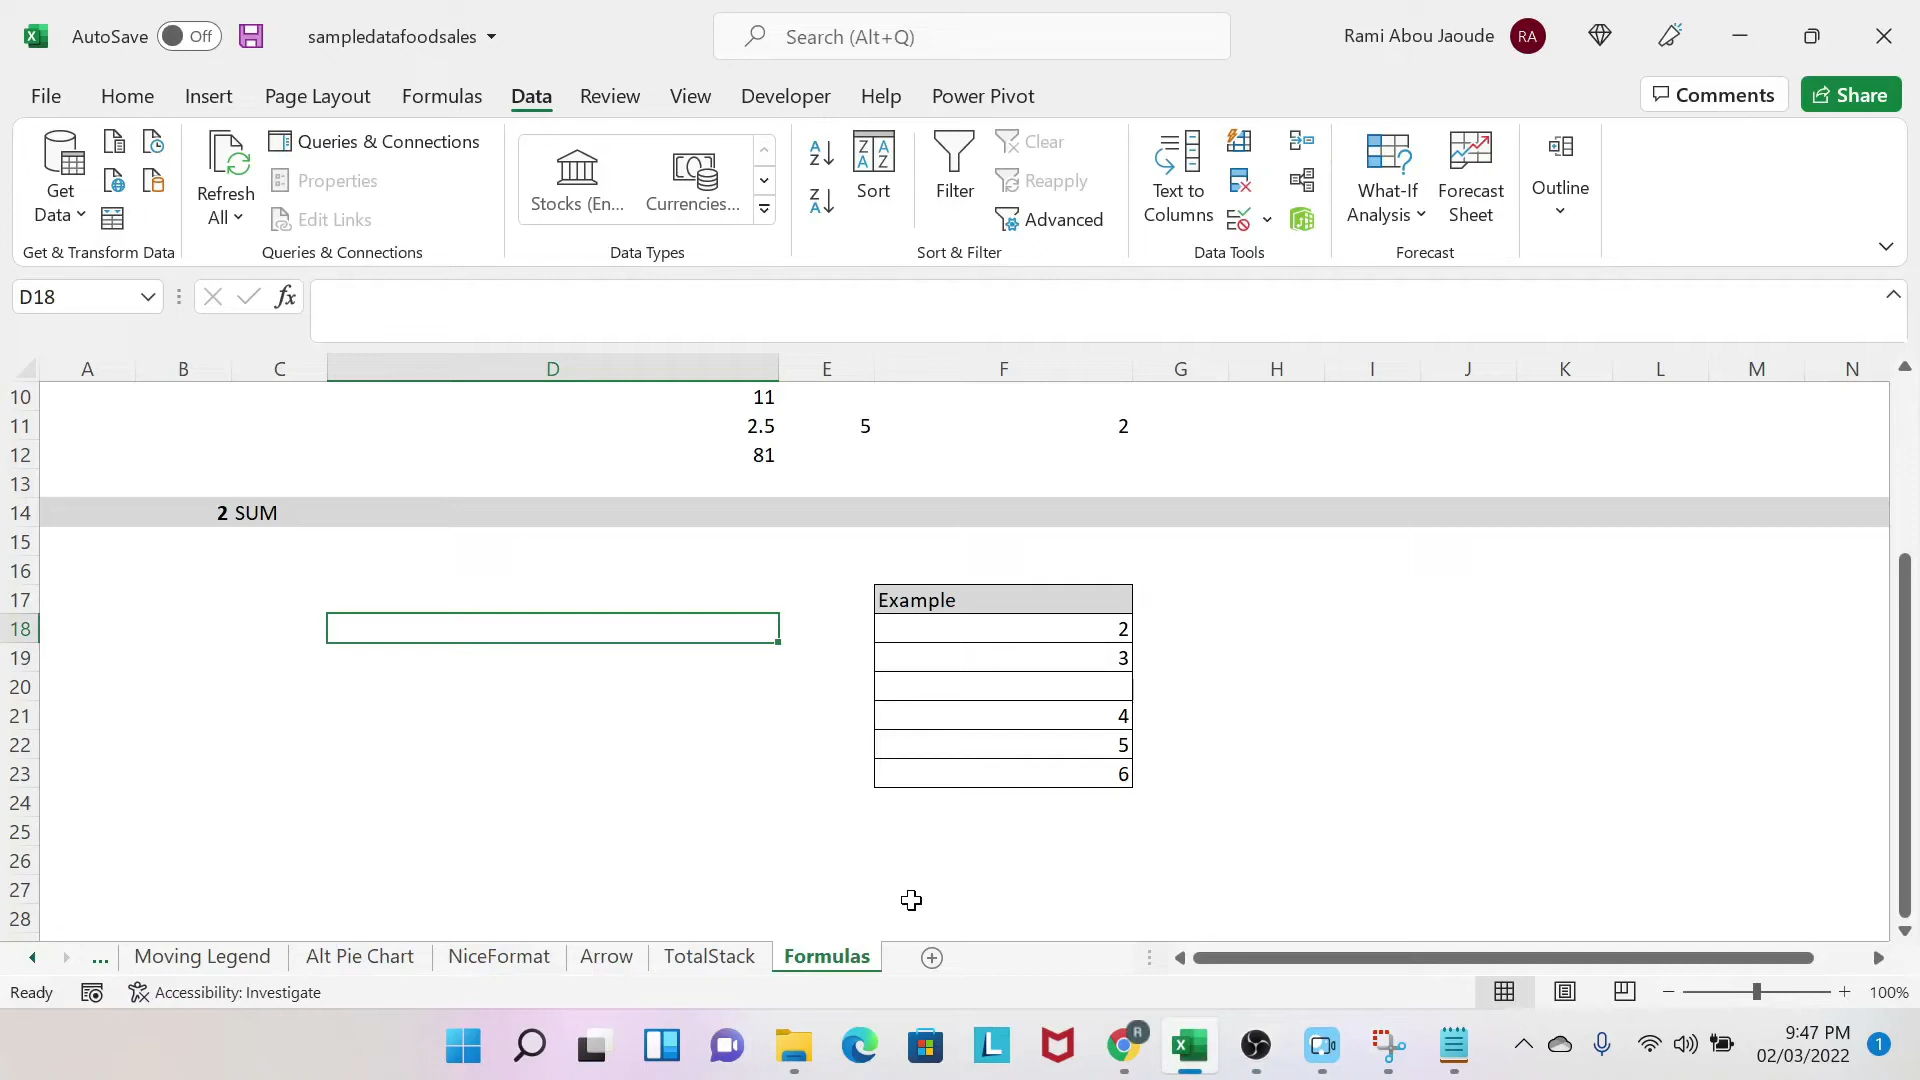 AutoSave Off sampledatafoodsales Search (Alt+Q) Rami Abou Jaoude RA
File Home Insert Page Layout Formulas Data Review View Developer Help Power Pivot Comments Share
Get Data
Refresh All
Queries & Connections
Properties
Edit Links
Stocks (En... Currencies...
Sort
Filter
Clear
Reapply
Advanced
Text to Columns
What-If Analysis
Forecast Sheet
Outline
Get & Transform Data Queries & Connections Data Types Sort & Filter Data Tools Forecast
D18 fx
A B C D E F G H I J K L M N
10 11
11 2.5 5 2
12 81
13
14 2 SUM
15
16
17 Example
18 2
19 3
20
21 4
22 5
23 6
24
25
26
27
28
... Moving Legend Alt Pie Chart NiceFormat Arrow TotalStack Formulas
Ready Accessibility: Investigate 100%
9:47 PM
02/03/2022 1